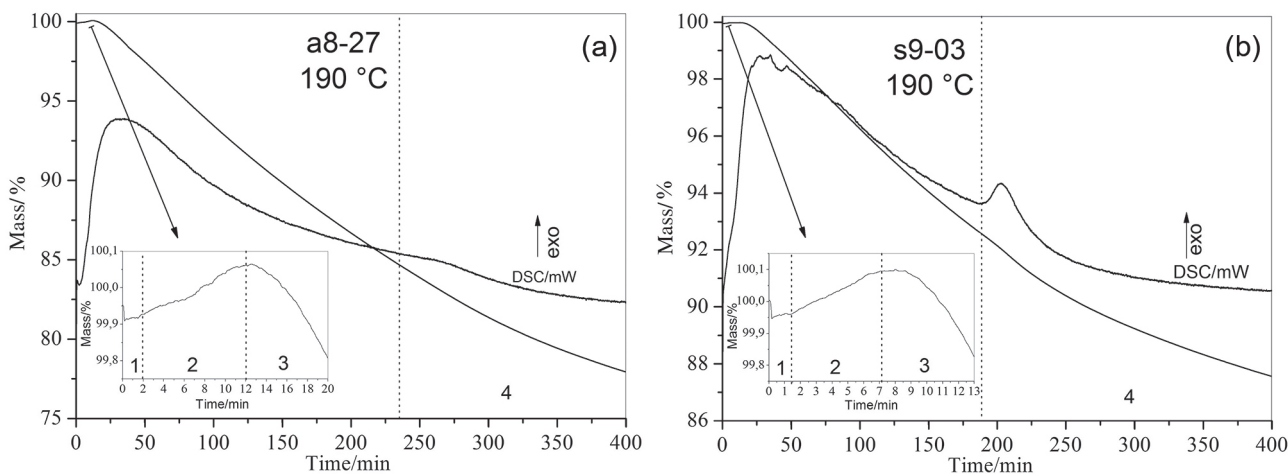 (a)
a8-27
190 °C
100
95
90
85
80
75
Mass/ %
exo
DSC/mW
100,1
100,0
99,9
99,8
Mass/%
1
2
3
0 2 4 6 8 10 12 14 16 18 20
Time/min
4
0 50 100 150 200 250 300 350 400
Time/min
(b)
s9-03
190 °C
100
98
96
94
92
90
88
86
Mass/ %
exo
DSC/mW
100,1
100,0
99,9
99,8
Mass/%
1
2
3
0 1 2 3 4 5 6 7 8 9 10 11 12 13
Time/min
4
0 50 100 150 200 250 300 350 400
Time/min